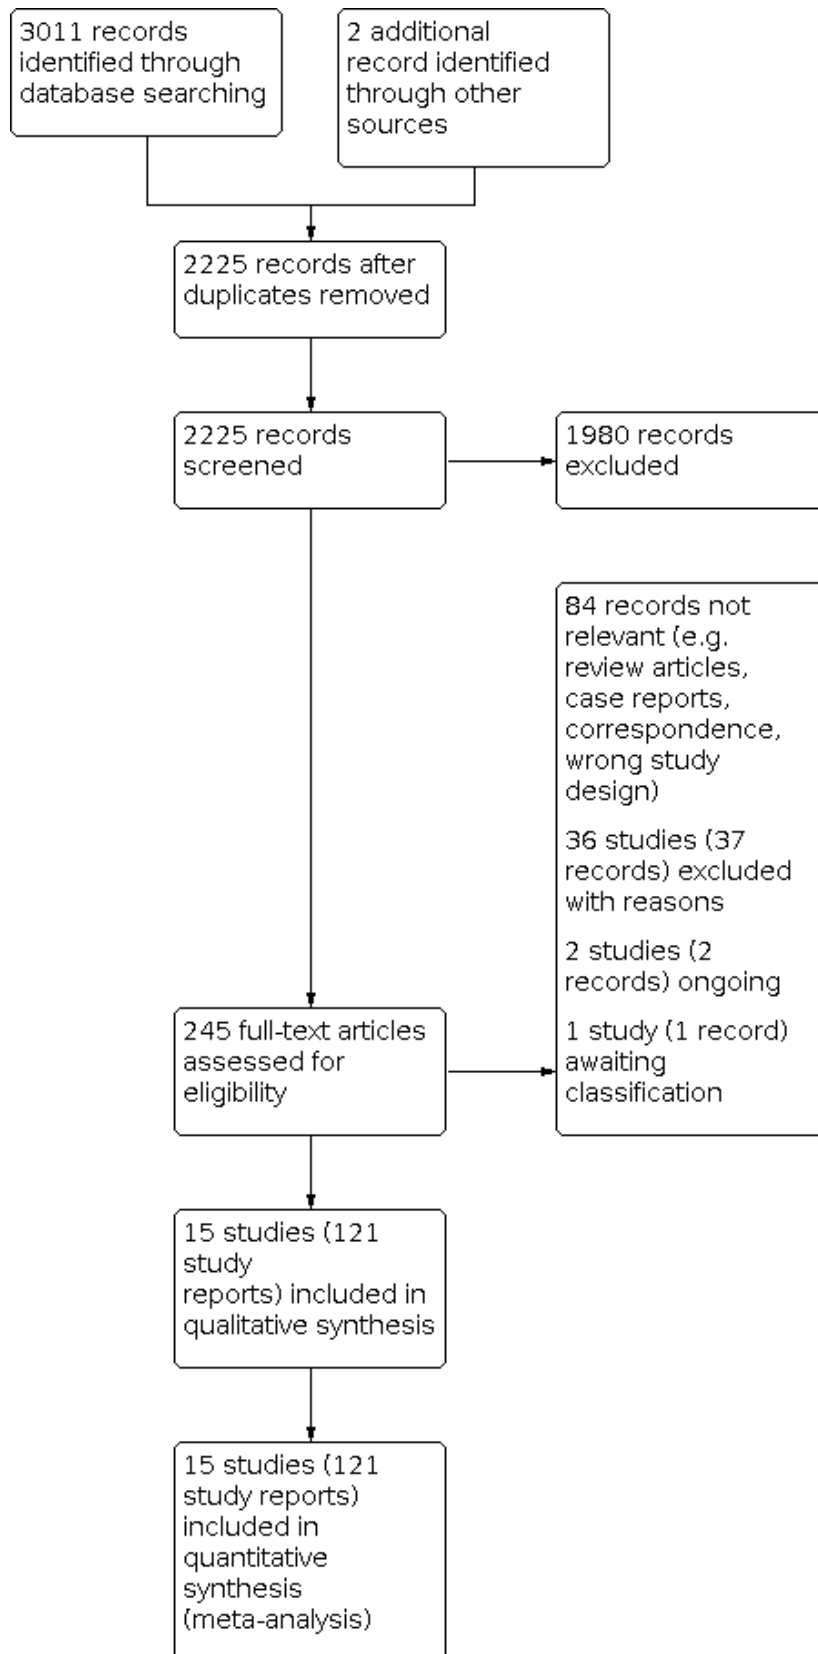 3011 records
identified through
database searching
2 additional
record identified
through other
sources
2225 records after
duplicates removed
2225 records
screened
1980 records
excluded
84 records not
relevant (e.g.
review articles,
case reports,
correspondence,
wrong study
design)
36 studies (37
records) excluded
with reasons
2 studies (2
records) ongoing
1 study (1 record)
awaiting
classification
245 full-text articles
assessed for
eligibility
15 studies (121
study
reports) included in
qualitative synthesis
15 studies (121
study reports)
included in
quantitative
synthesis
(meta-analysis)